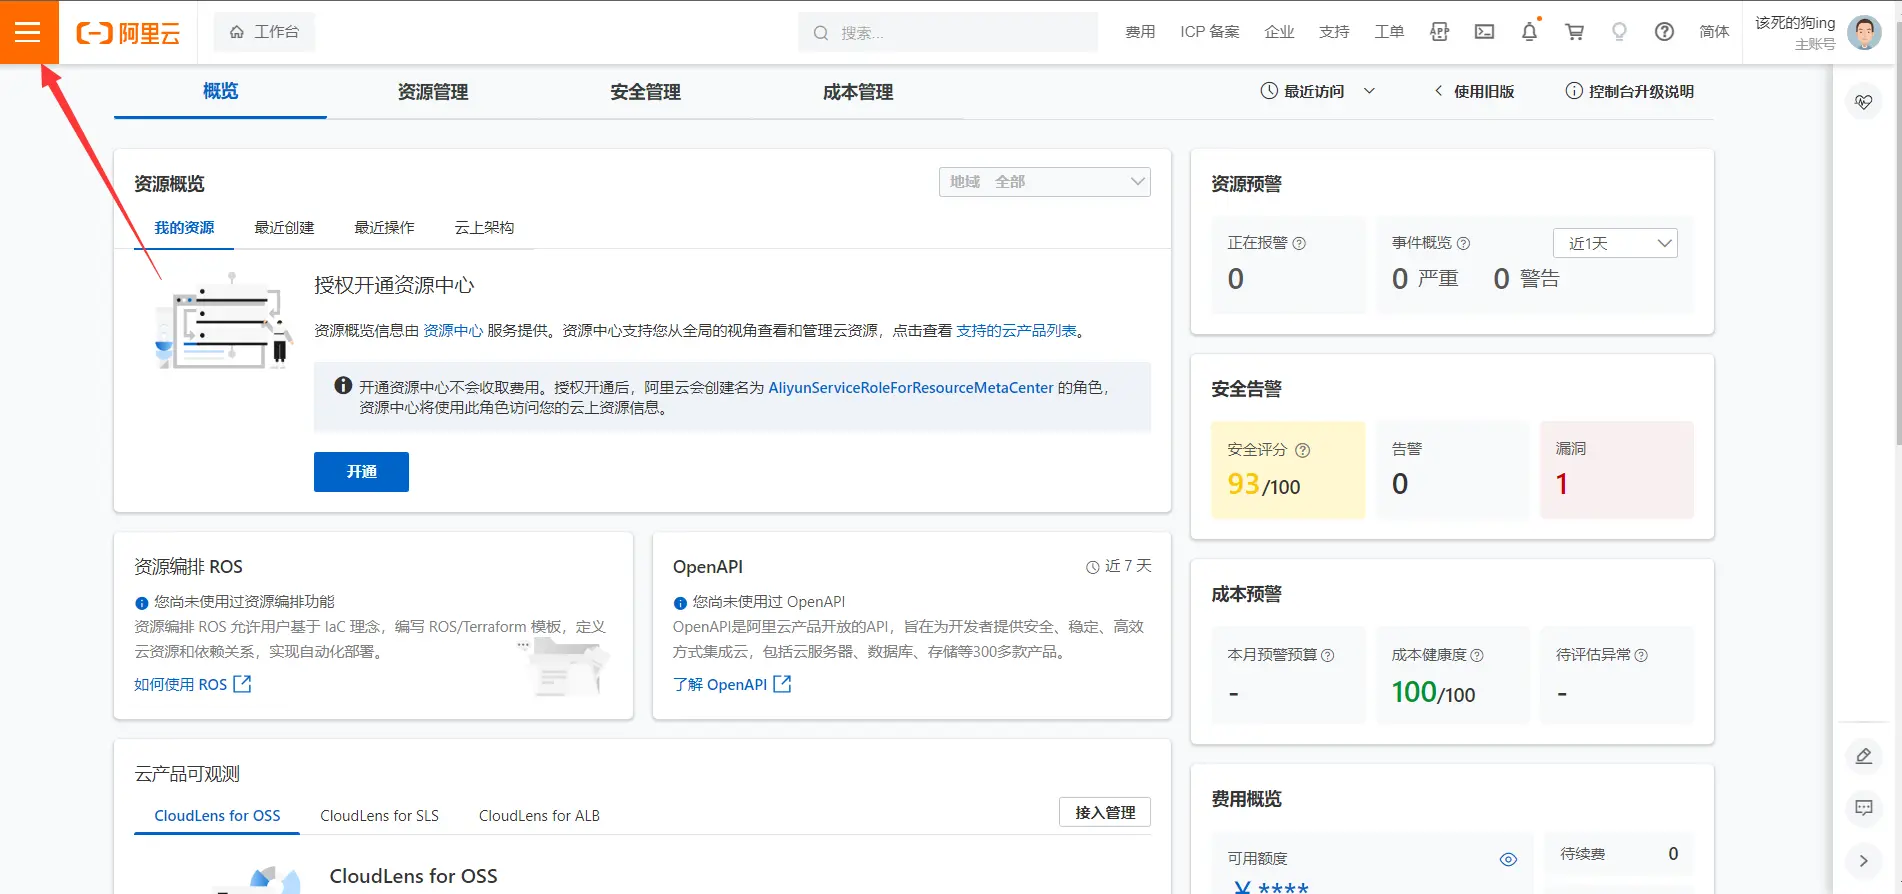 阿里云
工作台
搜索...
费用
ICP 备案
企业
支持
工单
APP
简体
该死的狗ing
主账号
概览
资源管理
安全管理
成本管理
最近访问
使用旧版
控制台升级说明
资源概览
地域 全部
我的资源
最近创建
最近操作
云上架构
授权开通资源中心
资源概览信息由 资源中心 服务提供。资源中心支持您从全局的视角查看和管理云资源，点击查看 支持的云产品列表。
开通资源中心不会收取费用。授权开通后，阿里云会创建名为 AliyunServiceRoleForResourceMetaCenter 的角色，
资源中心将使用此角色访问您的云上资源信息。
开通
资源预警
正在报警
0
事件概览
近1天
0 严重
0 警告
安全告警
安全评分
93/100
告警
0
漏洞
1
资源编排 ROS
您尚未使用过资源编排功能
资源编排 ROS 允许用户基于 IaC 理念，编写 ROS/Terraform 模板，定义
云资源和依赖关系，实现自动化部署。
如何使用 ROS
OpenAPI
近 7 天
您尚未使用过 OpenAPI
OpenAPI是阿里云产品开放的API，旨在为开发者提供安全、稳定、高效
方式集成云，包括云服务器、数据库、存储等300多款产品。
了解 OpenAPI
成本预警
本月预警预算
-
成本健康度
100/100
待评估异常
-
云产品可观测
CloudLens for OSS
CloudLens for SLS
CloudLens for ALB
接入管理
CloudLens for OSS
费用概览
可用额度
¥ ****
待续费
0